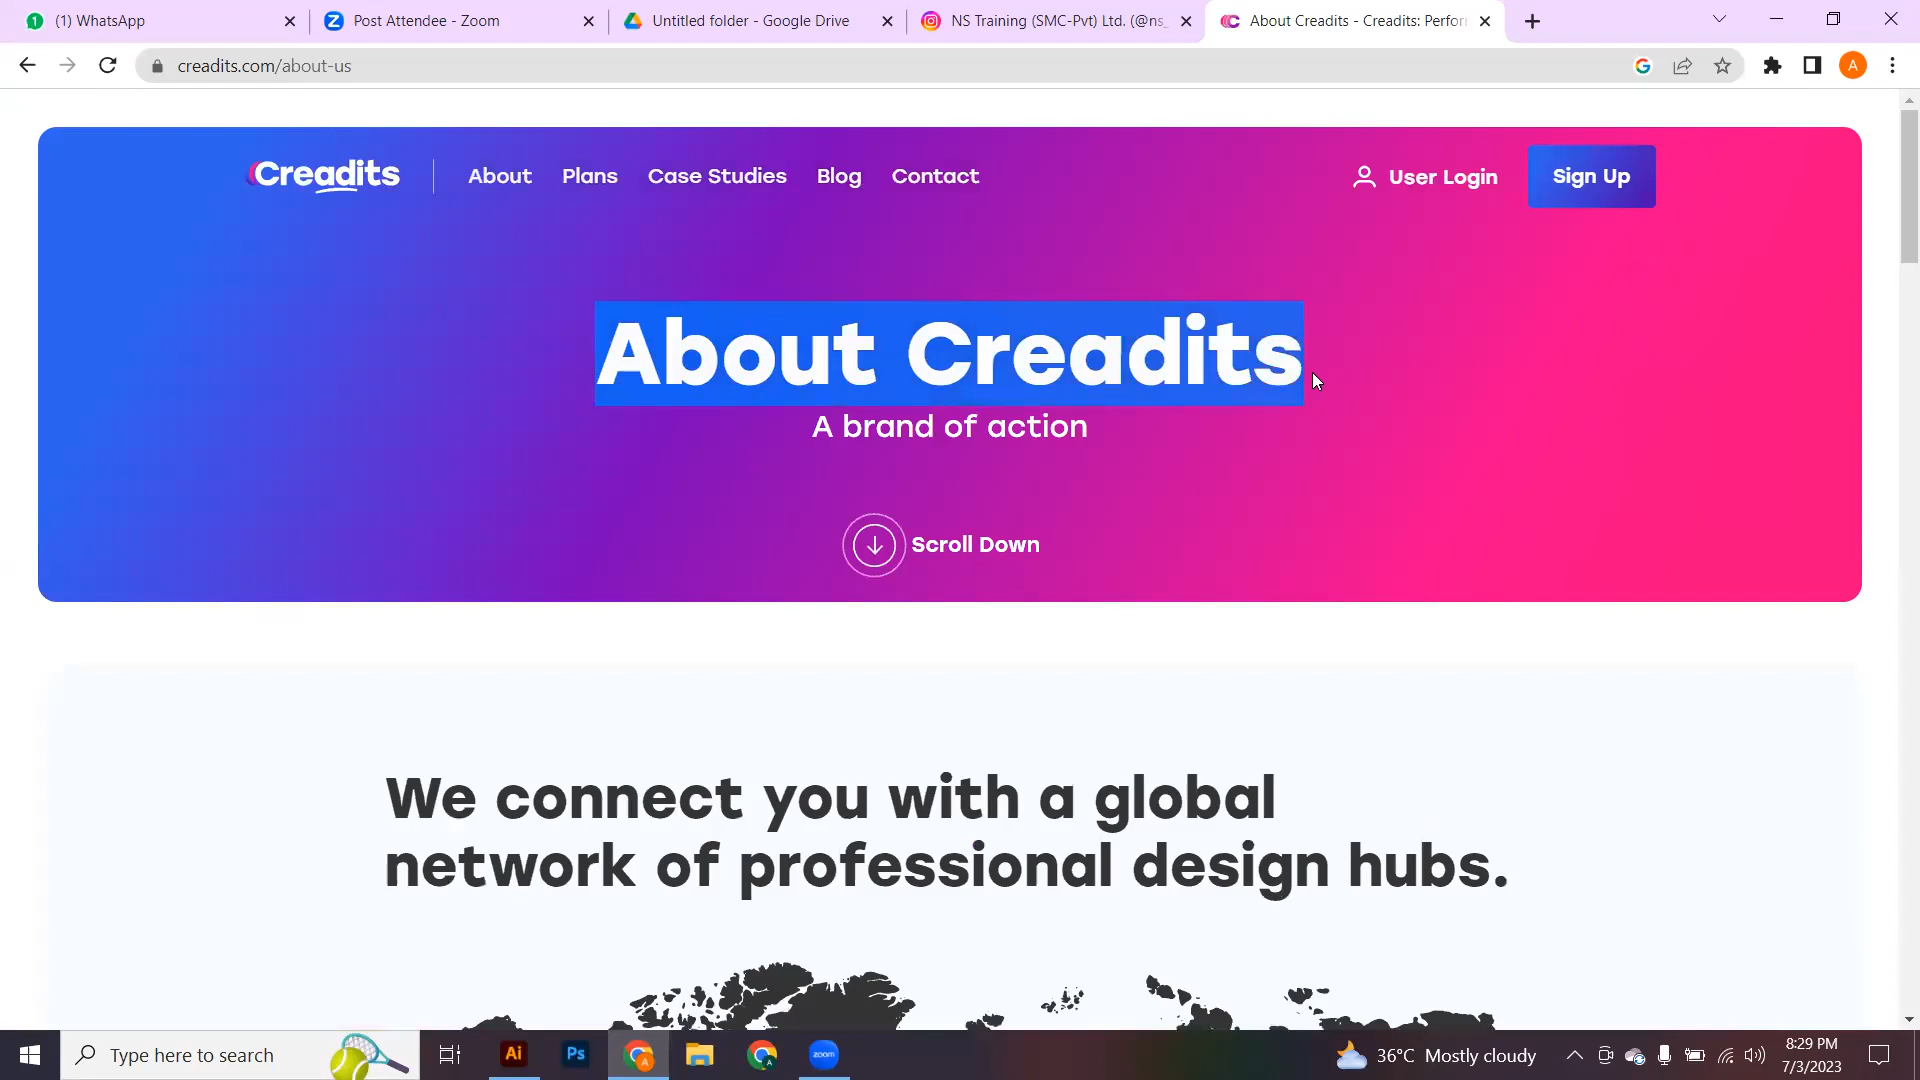 (1) WhatsApp
Post Attendee - Zoom
Untitled folder - Google Drive
NS Training (SMC-Pvt) Ltd. (@ns_
About Creadits - Creadits: Perfor
creadits.com/about-us
A
Creadits
About
Plans
Case Studies
Blog
Contact
User Login
Sign Up
About Creadits
A brand of action
Scroll Down
We connect you with a global
network of professional design hubs.
Type here to search
Ai
Ps
zoom
36°C Mostly cloudy
8:29 PM
7/3/2023